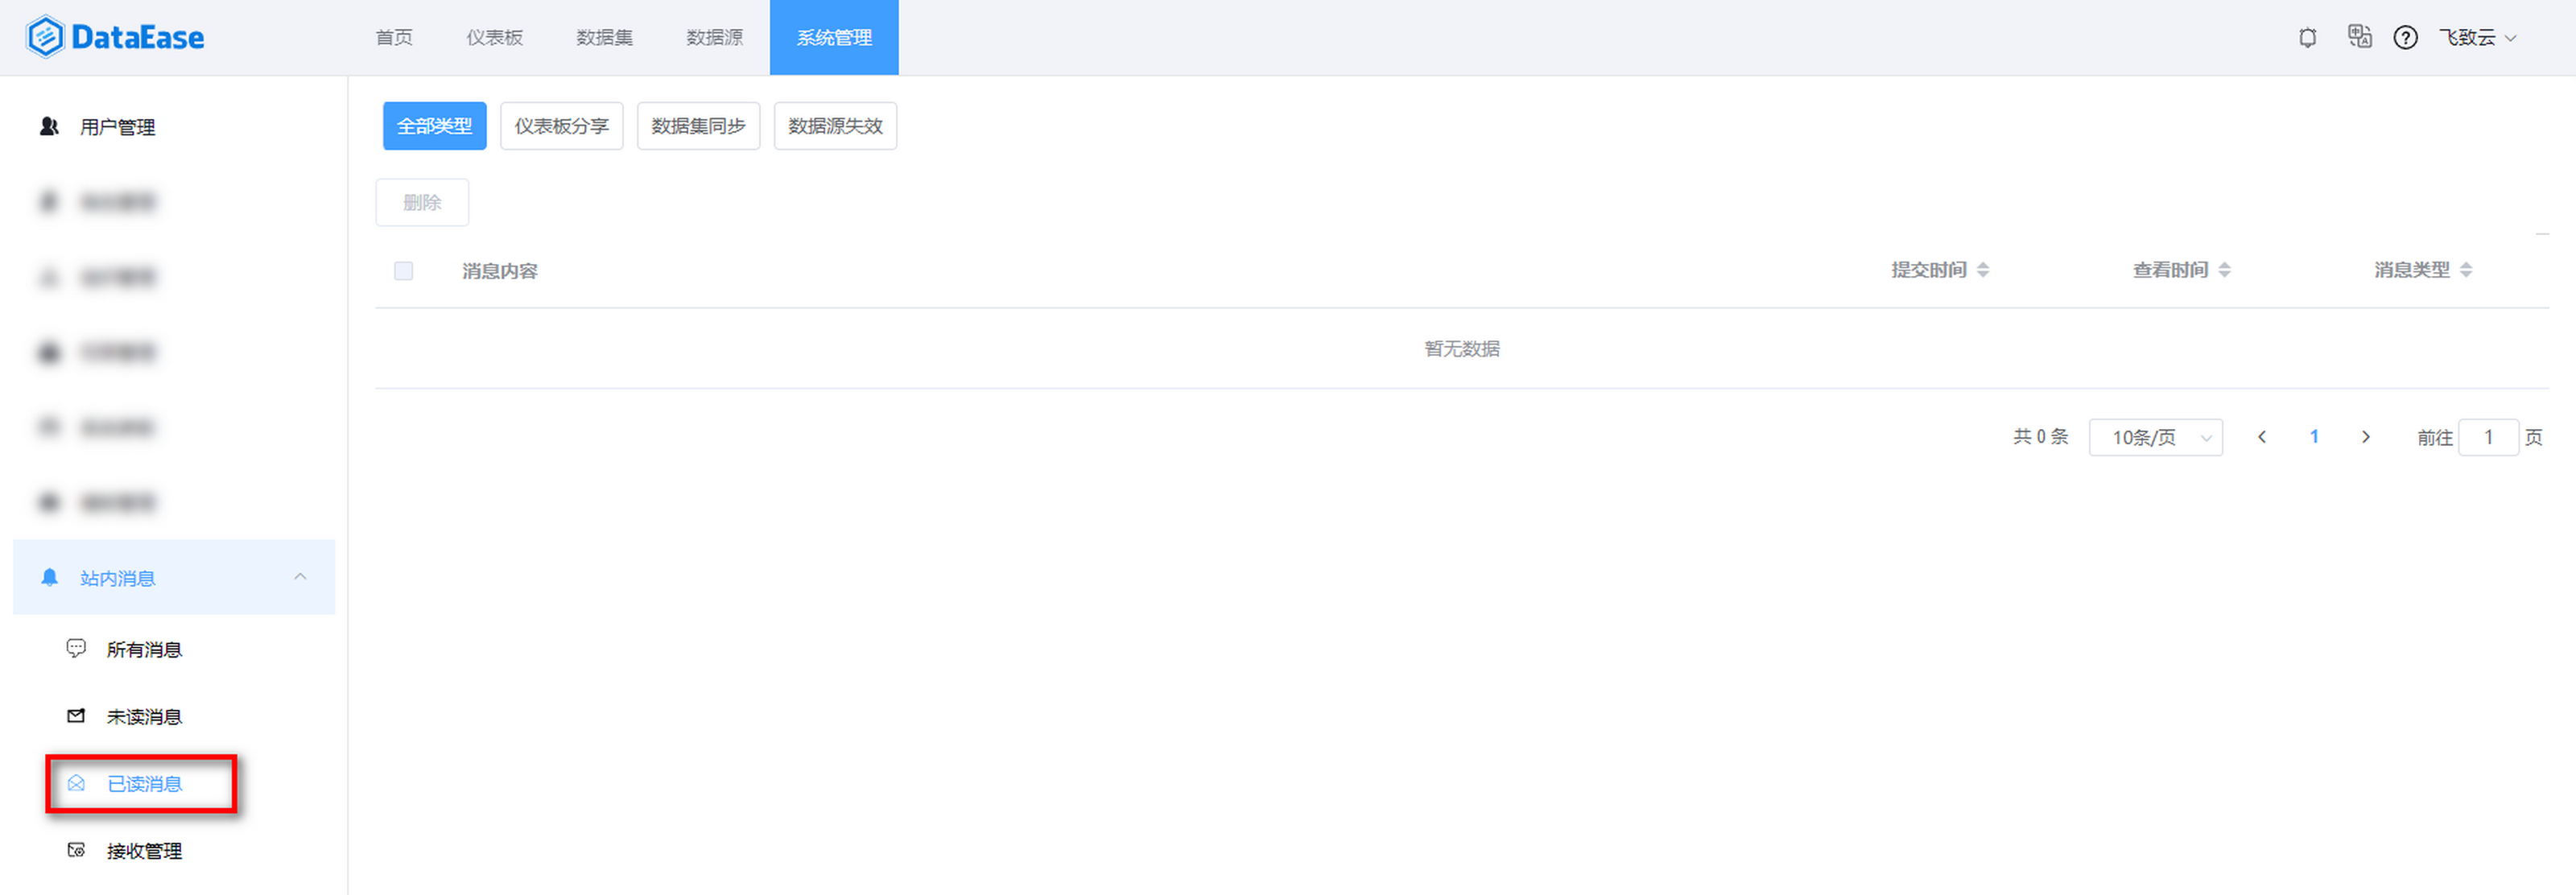 DataEase 首页 仪表板 数据集 数据源 系统管理 飞致云
用户管理
站内消息
所有消息
未读消息
已读消息
接收管理
全部类型 仪表板分享 数据集同步 数据源失效
删除
消息内容 提交时间 查看时间 消息类型
暂无数据
共 0 条 10条/页 1 前往 1 页